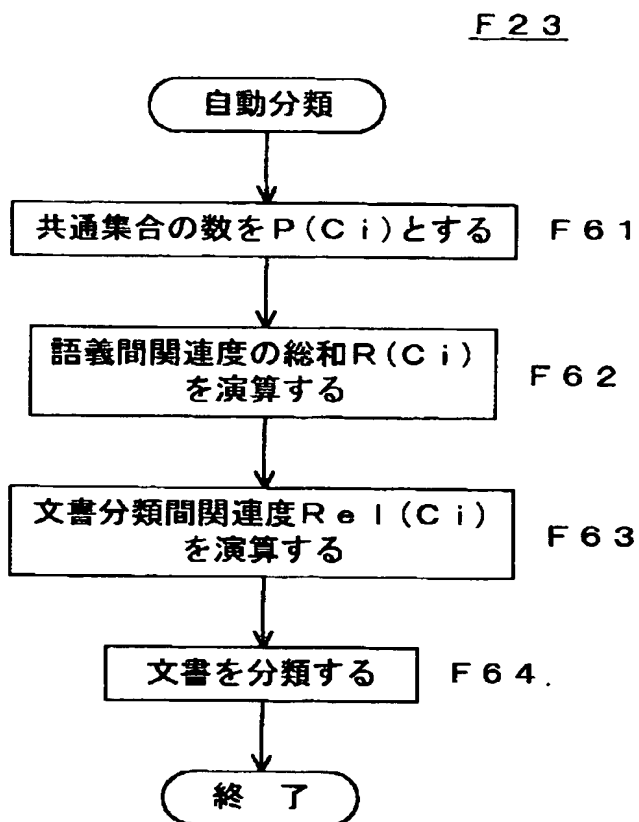 F23
自動分類
共通集合の数をP(Ci)とする F61
語義間関連度の総和R(Ci)
を演算する F62
文書分類間関連度Rel(Ci)
を演算する F63
文書を分類する F64.
終 了